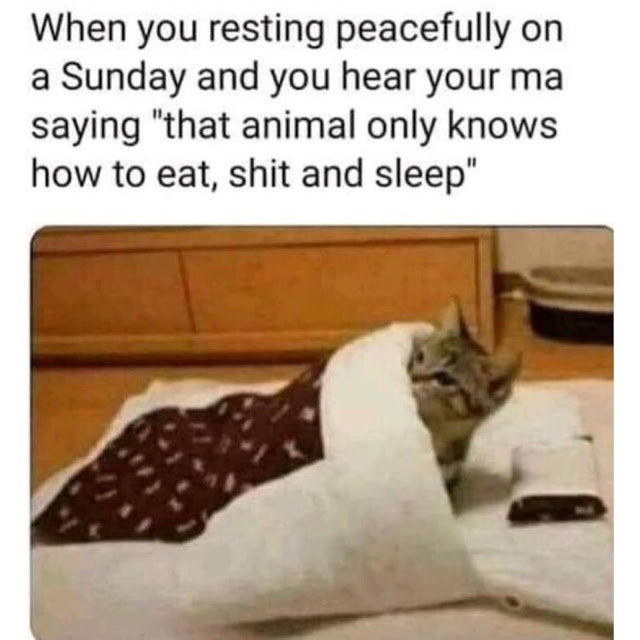 When you resting peacefully on
a Sunday and you hear your ma
saying "that animal only knows
how to eat, shit and sleep"